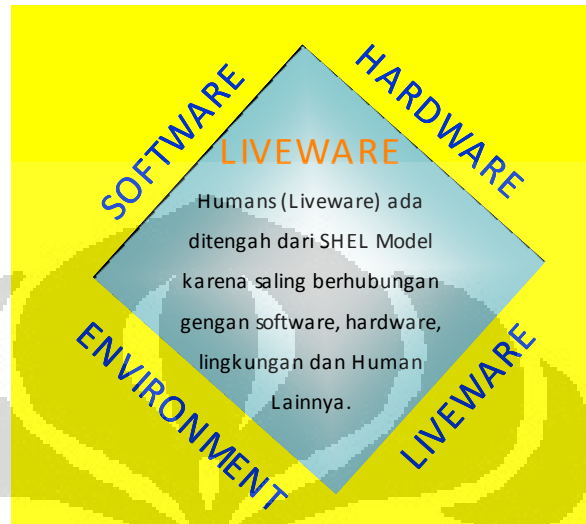 SOFTWARE
HARDWARE
LIVEWARE
Humans (Liveware) ada
ditengah dari SHEL Model
karena saling berhubungan
gengan software, hardware,
lingkungan dan Human
Lainnya.
ENVIRONMENT
LIVEWARE